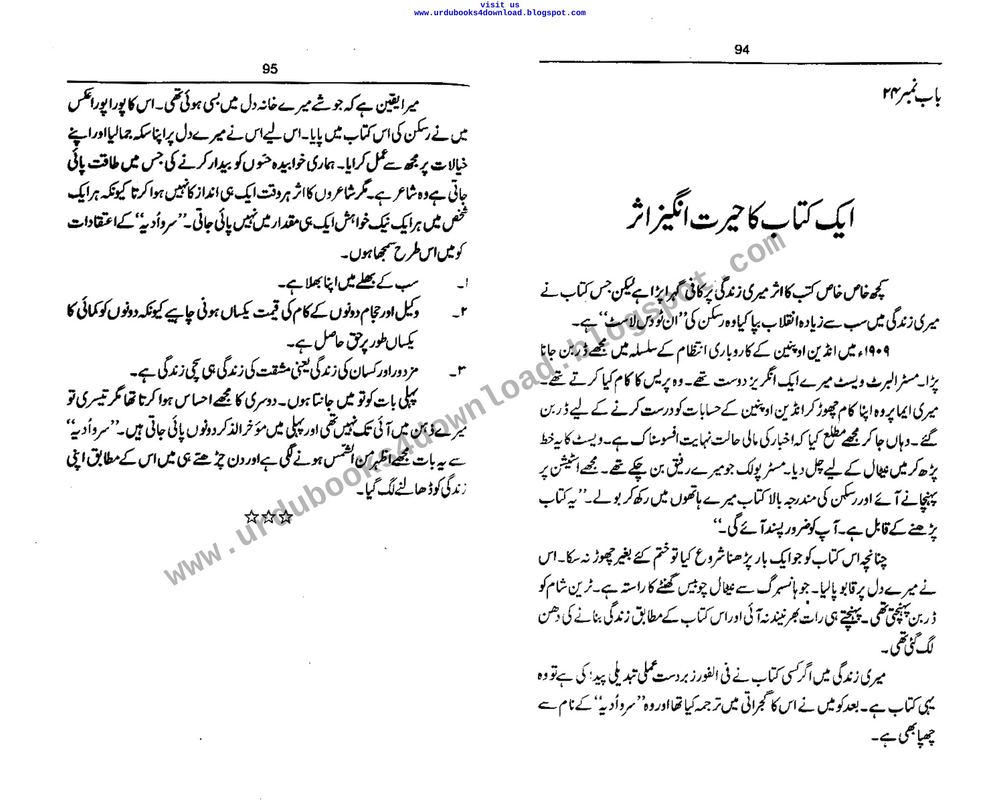 visit us
www.urdubooks4download.blogspot.com
94
باب نمبر ۲۴
ایک کتاب کا حیرت انگیز اثر
کچھ خاص خاص کتب کا اثر میری زندگی پر کافی گہرا پڑا ہے لیکن جس کتاب نے
میری زندگی میں سب سے زیادہ انقلاب بپا کیا وہ رسکن کی ”ان ٹو دس لاسٹ“ ہے۔
۱۹۰۹ء میں انڈین اوپنین کے کاروباری انتظام کے سلسلہ میں مجھے ڈربن جانا
پڑا۔ مسٹر البرٹ ویسٹ میرے ایک انگریز دوست تھے۔ وہ پریس کا کام کیا کرتے تھے۔
میری ایما پر وہ اپنا کام چھوڑ کر انڈین اوپنین کے حسابات کو درست کرنے کے لیے ڈربن
گئے۔ وہاں جا کر مجھے مطلع کیا کہ اخبار کی مالی حالت نہایت افسوسناک ہے۔ ویسٹ کا یہ خط
پڑھ کر میں نیٹال کے لیے چل دیا۔ مسٹر پولک جو میرے رفیق بن چکے تھے۔ مجھے اسٹیشن پر
پہنچانے آئے اور رسکن کی مندرجہ بالا کتاب میرے ہاتھوں میں رکھ کر بولے۔ ”یہ کتاب
پڑھنے کے قابل ہے۔ آپ کو ضرور پسند آئے گی۔“
چنانچہ اس کتاب کو جو ایک بار پڑھنا شروع کیا تو ختم کئے بغیر چھوڑ نہ سکا۔ اس
نے میرے دل پر قابو پالیا۔ جوہانسبرگ سے نیٹال چوبیس گھنٹے کا راستہ ہے۔ ٹرین شام کو
ڈربن پہنچتی تھی۔ پہنچتے ہی رات بھر نیند نہ آئی اور اس کتاب کے مطابق زندگی بنانے کی دھن
لگ گئی تھی۔
میری زندگی میں اگر کسی کتاب نے فی الفور زبردست عملی تبدیلی پیدا کی ہے تو وہ
یہی کتاب ہے۔ بعد کو میں نے اس کا گجراتی میں ترجمہ کیا تھا اور وہ ”سروادیہ“ کے نام سے
چھپا بھی ہے۔
95
میرا یقین ہے کہ جو شے میرے خانہ دل میں بسی ہوئی تھی۔ اس کا پورا پورا عکس
میں نے رسکن کی اس کتاب میں پایا۔ اس لیے اس نے میرے دل پر اپنا سکہ جما لیا اور اپنے
خیالات پر مجھ سے عمل کرایا۔ ہماری خوابیدہ حسّوں کو بیدار کرنے کی جس میں طاقت پائی
جاتی ہے وہ شاعر ہے۔ مگر شاعروں کا اثر ہر وقت ایک ہی انداز کا نہیں ہوا کرتا کیونکہ ہر ایک
شخص میں ہر ایک نیک خواہش ایک ہی مقدار میں نہیں پائی جاتی۔ ”سروأدیہ“ کے اعتقادات
کو میں اس طرح سمجھا ہوں۔
۱۔ سب کے بھلے میں اپنا بھلا ہے۔
۲۔ وکیل اور حجام دونوں کے کام کی قیمت یکساں ہونی چاہیے کیونکہ دونوں کو کمائی کا
یکساں طور پر حق حاصل ہے۔
۳۔ مزدور اور کسان کی زندگی یعنی مشقت کی زندگی ہی سچی زندگی ہے۔
پہلی بات کو تو میں جانتا ہوں۔ دوسری کا مجھے احساس ہوا کرتا تھا مگر تیسری تو
میرے ذہن میں آئی تک نہیں تھی اور پہلی میں مؤخر الذکر دونوں پائی جاتی ہیں۔ ”سروأدیہ“
سے یہ بات مجھے اظہر من الشمس ہونے لگی ہے اور دن چڑھتے ہی میں اس کے مطابق اپنی
زندگی کو ڈھالنے لگ گیا۔
☆☆☆
www.urdubooks4download.blogspot.com